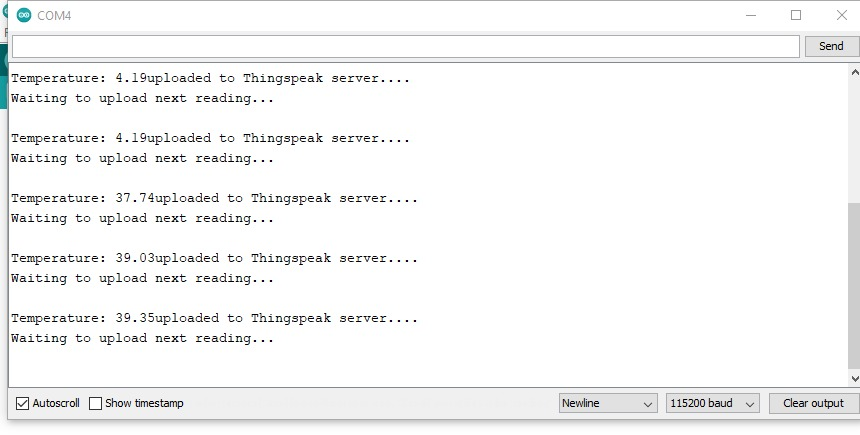 COM4
Send
Temperature: 4.19uploaded to Thingspeak server....
Waiting to upload next reading...
Temperature: 4.19uploaded to Thingspeak server....
Waiting to upload next reading...
Temperature: 37.74uploaded to Thingspeak server....
Waiting to upload next reading...
Temperature: 39.03uploaded to Thingspeak server....
Waiting to upload next reading...
Temperature: 39.35uploaded to Thingspeak server....
Waiting to upload next reading...
Autoscroll Show timestamp Newline 115200 baud Clear output